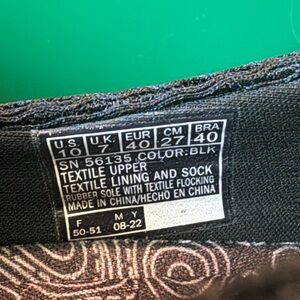 U.S. U.K. EUR CM BRA
10 7 40 27 40
SN 56135 COLOR:BLK
TEXTILE UPPER
TEXTILE LINING AND SOCK
RUBBER SOLE WITH TEXTILE FLOCKING
MADE IN CHINA/HECHO EN CHINA
F M Y
50-51 08-22